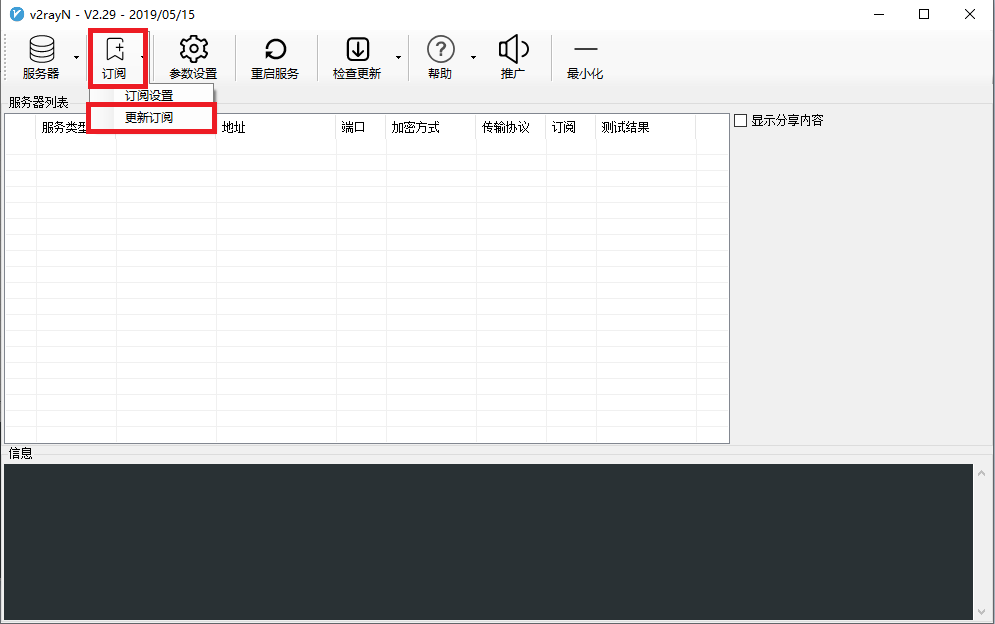 v2rayN - V2.29 - 2019/05/15
服务器 订阅 参数设置 重启服务 检查更新 帮助 推广 最小化
订阅设置
更新订阅
服务器列表
服务类型 地址 端口 加密方式 传输协议 订阅 测试结果
显示分享内容
信息